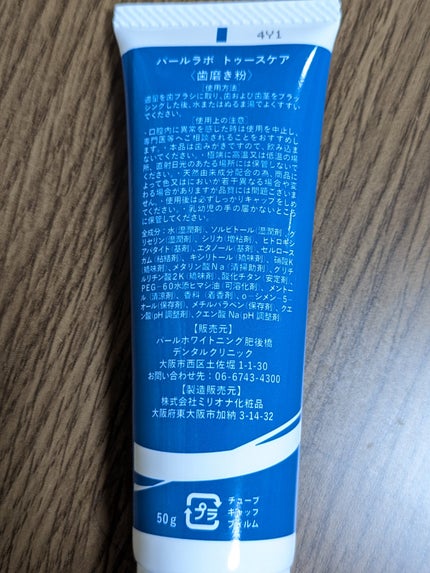 4Y1
パールラボ トゥースケア
〈歯磨き粉〉
〔使用方法〕
適量を歯ブラシに取り、歯および歯茎をブラッ
シングした後、水またはぬるま湯でよくすすい
でください。
〔使用上の注意〕
・口腔内に異常を感じた時は使用を中止し、
専門医等へご相談されることをおすすめし
ます。・本品は歯みがきですので、飲み込ま
ないでください。・極端に高温又は低温の場
所、直射日光のあたる場所には保管しないで
ください。・天然由来成分配合の為、商品に
よって色又はにおいが若干異なる場合や変
わる場合がありますが品質には問題ございま
せん。・使用後は必ずしっかりキャップをしめ
てください。・乳幼児の手の届かないところ
に保管してください。
全成分：水(湿潤剤)、ソルビトール(湿潤剤)、グ
リセリン(湿潤剤)、シリカ(増粘剤)、ヒドロキシ
アパタイト(基剤)、エタノール(基剤)、セルロース
ガム(粘結剤)、キシリトール(矯味剤)、硝酸K
(矯味剤)、メタリン酸Na(清掃助剤)、グリチ
ルリチン酸2K(矯味剤)、酸化チタン(安定剤)、
PEG-60水添ヒマシ油(可溶化剤)、メントー
ル(清涼剤)、香料(着香剤)、o-シメン-5-
オール(保存剤)、メチルパラベン(保存剤)、クエ
ン酸(pH調整剤)、クエン酸Na(pH調整剤)
【販売元】
パールホワイトニング肥後橋
デンタルクリニック
大阪市西区土佐堀 1-1-30
お問い合わせ先：06-6743-4300
【製造販売元】
株式会社ミリオナ化粧品
大阪府東大阪市加納 3-14-32
50g
プラ
チューブ
キャップ
フィルム